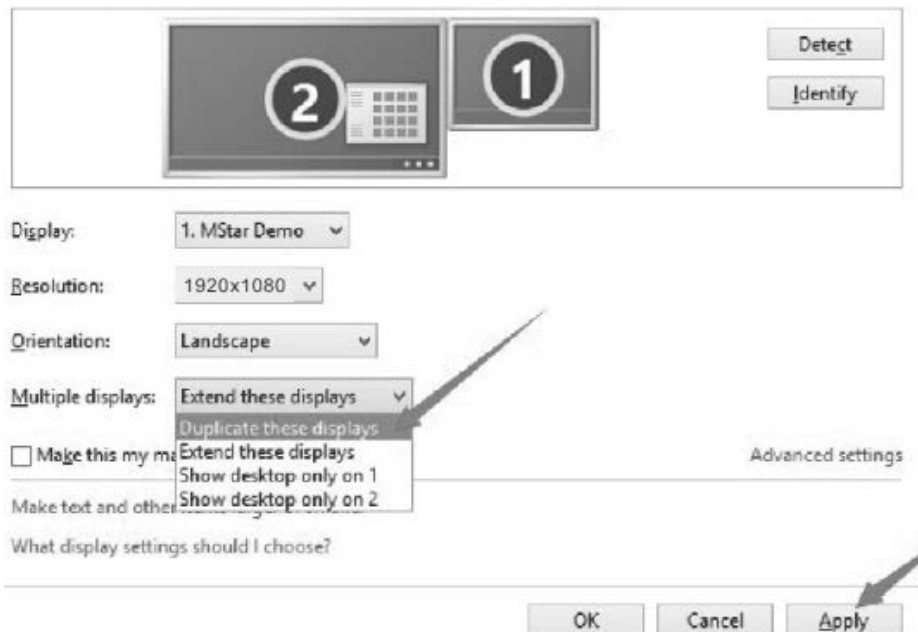 2
1
Detect
Identify
Display: 1. MStar Demo
Resolution: 1920x1080
Orientation: Landscape
Multiple displays: Extend these displays
Duplicate these displays
Make this my ma Extend these displays Advanced settings
Show desktop only on 1
Show desktop only on 2
Make text and othe
What display settings should I choose?
OK Cancel Apply